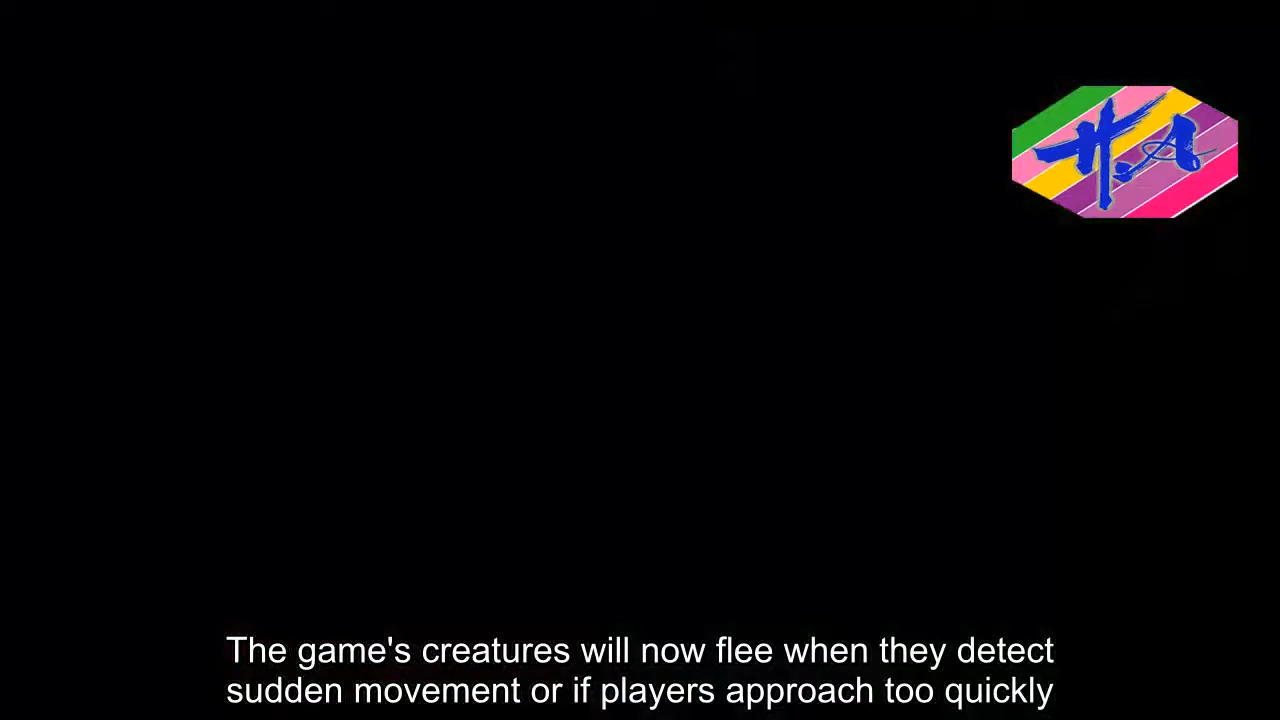 H.A
The game's creatures will now flee when they detect
sudden movement or if players approach too quickly